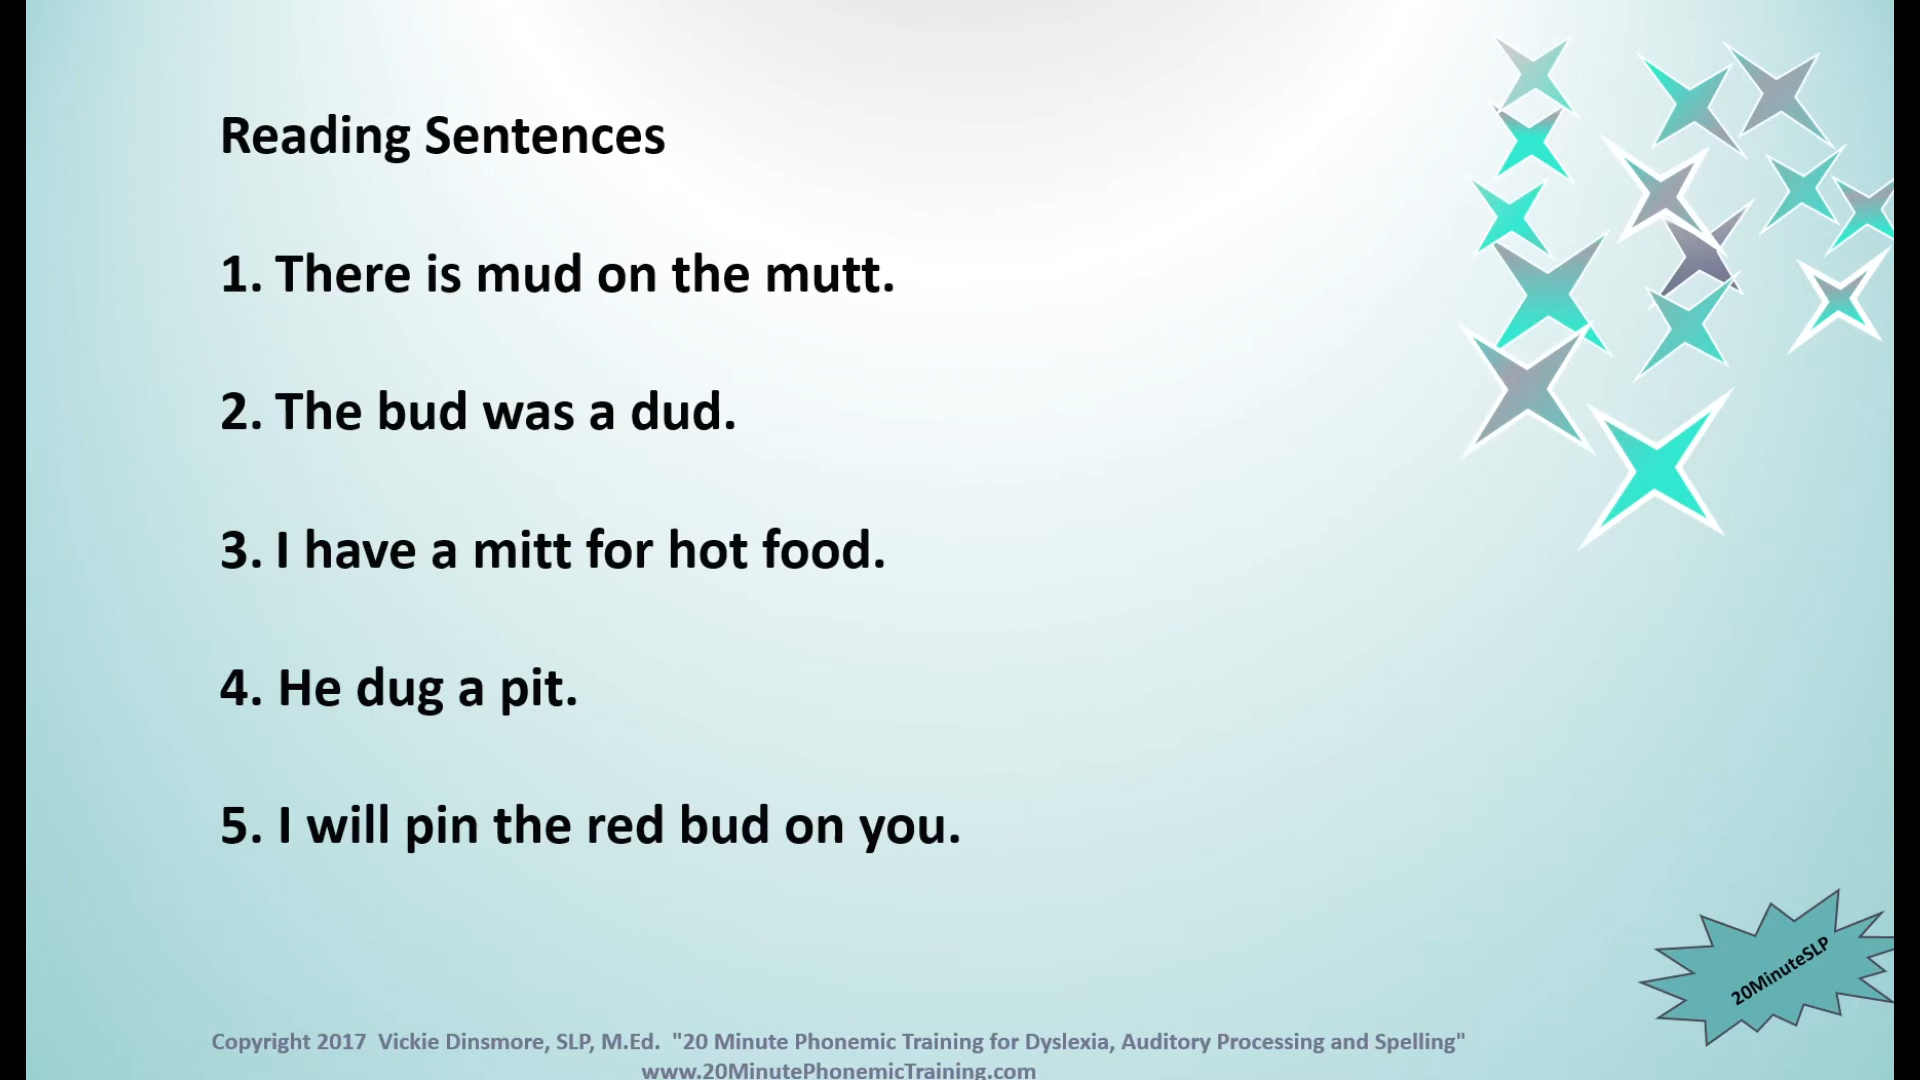 Reading Sentences
1. There is mud on the mutt.
2. The bud was a dud.
3. I have a mitt for hot food.
4. He dug a pit.
5. I will pin the red bud on you.
20MinuteSLP
Copyright 2017 Vickie Dinsmore, SLP, M.Ed. "20 Minute Phonemic Training for Dyslexia, Auditory Processing and Spelling"
www.20MinutePhonemicTraining.com